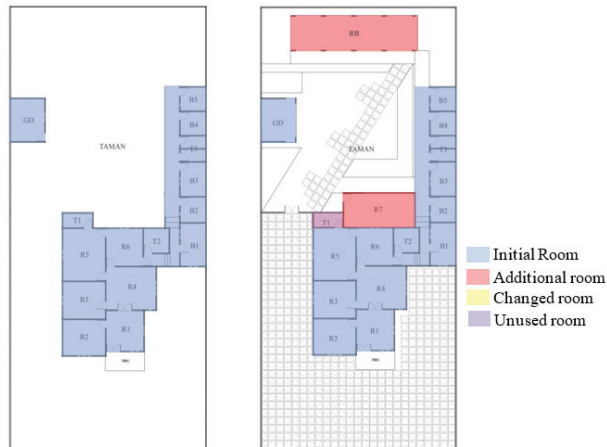 B5
GD
B4
T3
TAMAN
B3
B2
T1
R5
R6
T2
B1
R3
R4
R2
R1
RB
B5
GD
B4
T3
TAMAN
B3
R7
B2
T1
R5
R6
T2
B1
R3
R4
R2
R1
Initial Room
Additional room
Changed room
Unused room